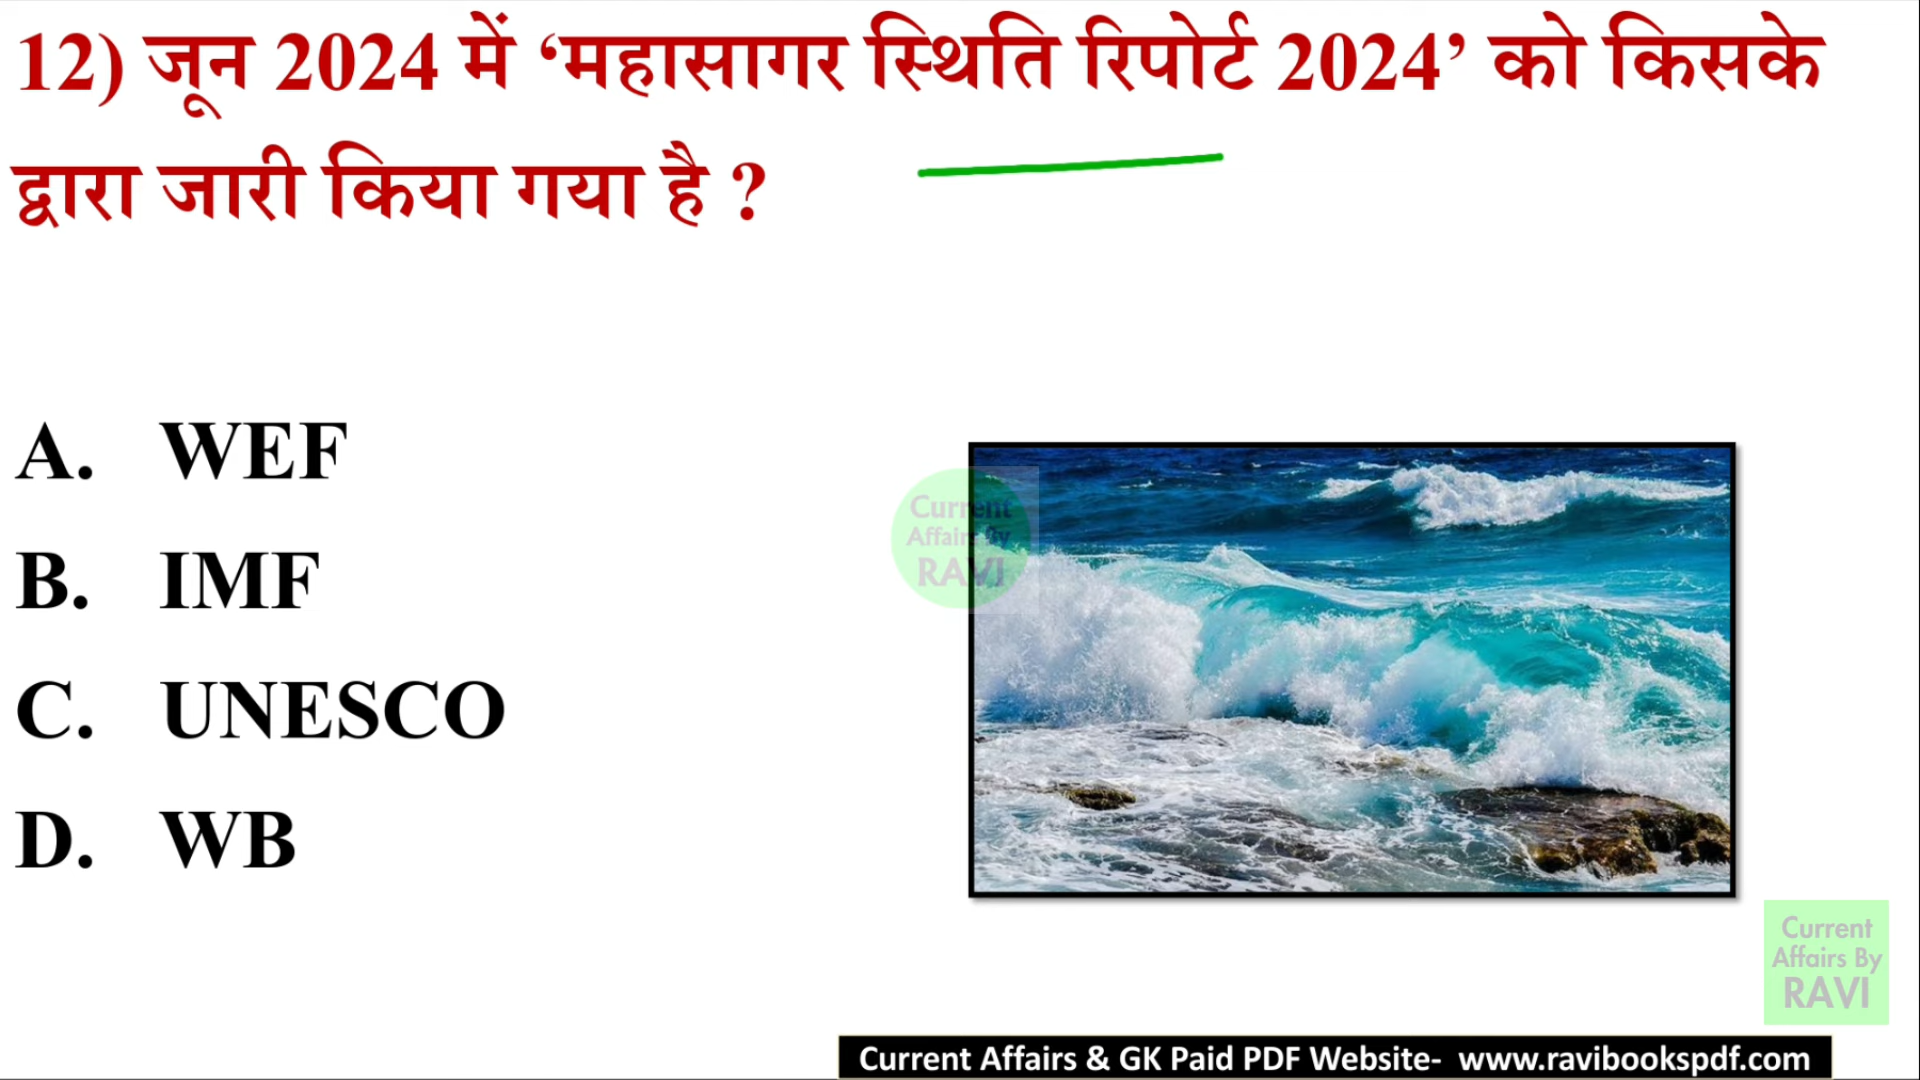 12) जून 2024 में ‘महासागर स्थिति रिपोर्ट 2024’ को किसके
द्वारा जारी किया गया है ?
A. WEF
B. IMF
C. UNESCO
D. WB
Current
Affairs By
RAVI
Current
Affairs By
RAVI
Current Affairs & GK Paid PDF Website- www.ravibookspdf.com